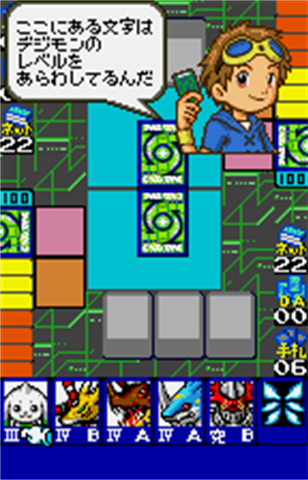 ここにある文字は
デジモンの
レベルを
あらわしてるんだ
ネット
22
100
100
ネット
22
DA
00
手札
06
III
IV B
IV A
IV A
究 B